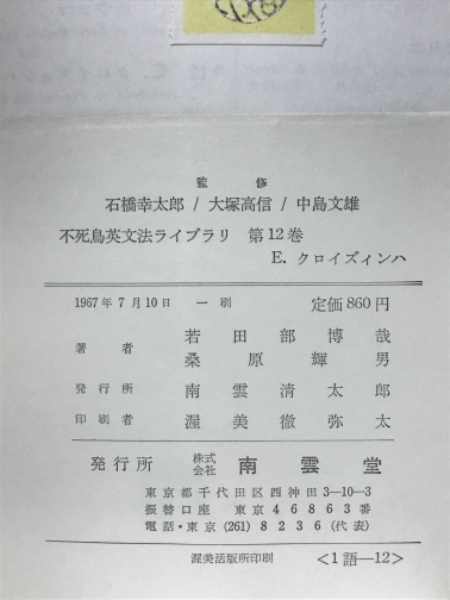 監修
石橋幸太郎 / 大塚高信 / 中島文雄
不死鳥英文法ライブラリ 第12巻
E. クロイズィンハ
1967年7月10日 一刷 定価860円
著者 若田部博哉
桑原輝男
発行所 南雲清太郎
印刷者 渥美徹弥太
発行所 株式会社 南雲堂
東京都千代田区西神田3-10-3
振替口座 東京46863番
電話・東京(261)8236(代表)
渥美活版所印刷 <1語―12>